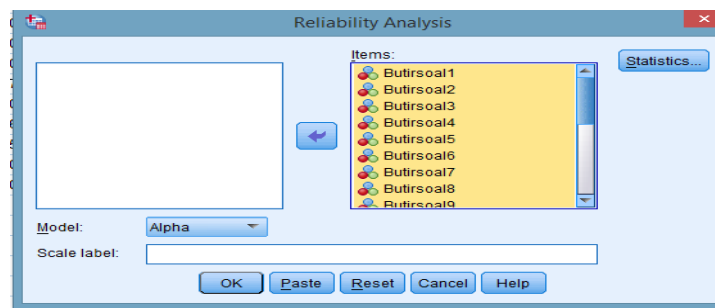 Reliability Analysis
Items:
Butirsoal1
Butirsoal2
Butirsoal3
Butirsoal4
Butirsoal5
Butirsoal6
Butirsoal7
Butirsoal8
Butirsoal9
Statistics...
Model: Alpha
Scale label:
OK Paste Reset Cancel Help